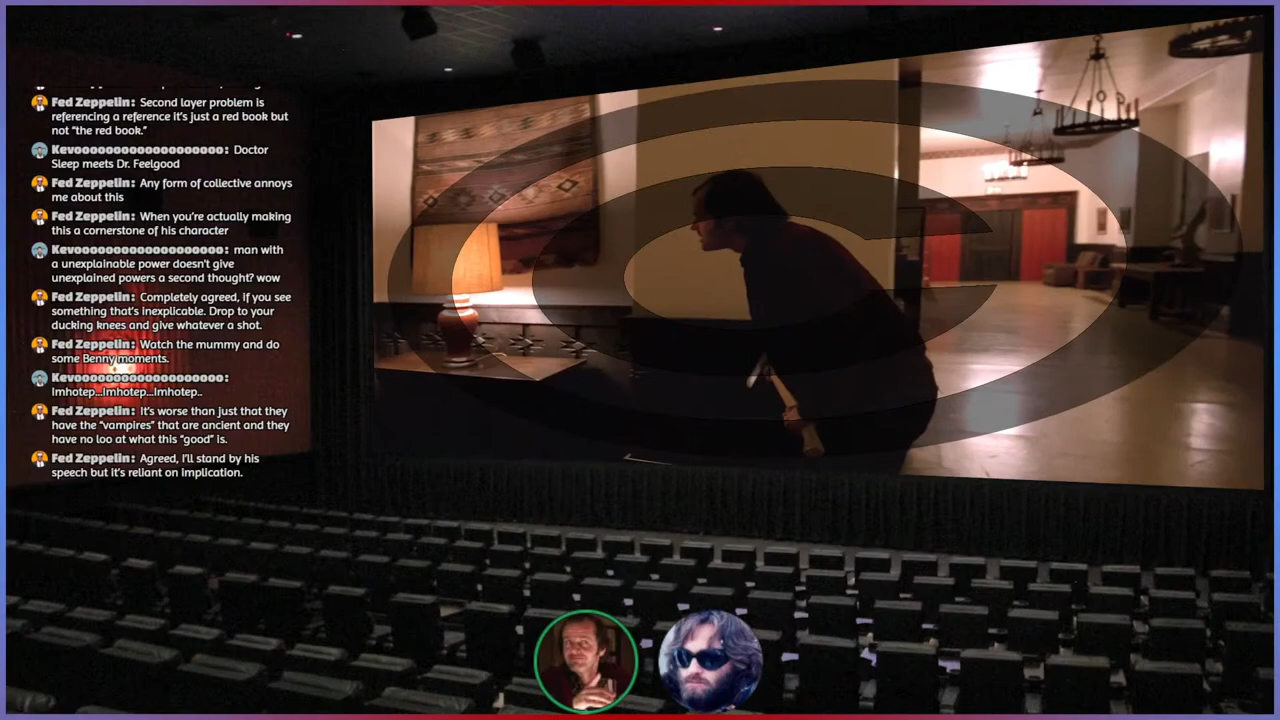 Fed Zeppelin: Second layer problem is
referencing a reference it's just a red book but
not "the red book."
Kevooooooooooooooooooo: Doctor
Sleep meets Dr. Feelgood
Fed Zeppelin: Any form of collective annoys
me about this
Fed Zeppelin: When you're actually making
this a cornerstone of his character
Kevooooooooooooooooooo: man with
a unexplainable power doesn't give
unexplained powers a second thought? wow
Fed Zeppelin: Completely agreed, if you see
something that's inexplicable. Drop to your
ducking knees and give whatever a shot.
Fed Zeppelin: Watch the mummy and do
some Benny moments.
Kevooooooooooooooooooo:
Imhotep...Imhotep...Imhotep..
Fed Zeppelin: It's worse than just that they
have the "vampires" that are ancient and they
have no loo at what this "good" is.
Fed Zeppelin: Agreed, I'll stand by his
speech but it's reliant on implication.